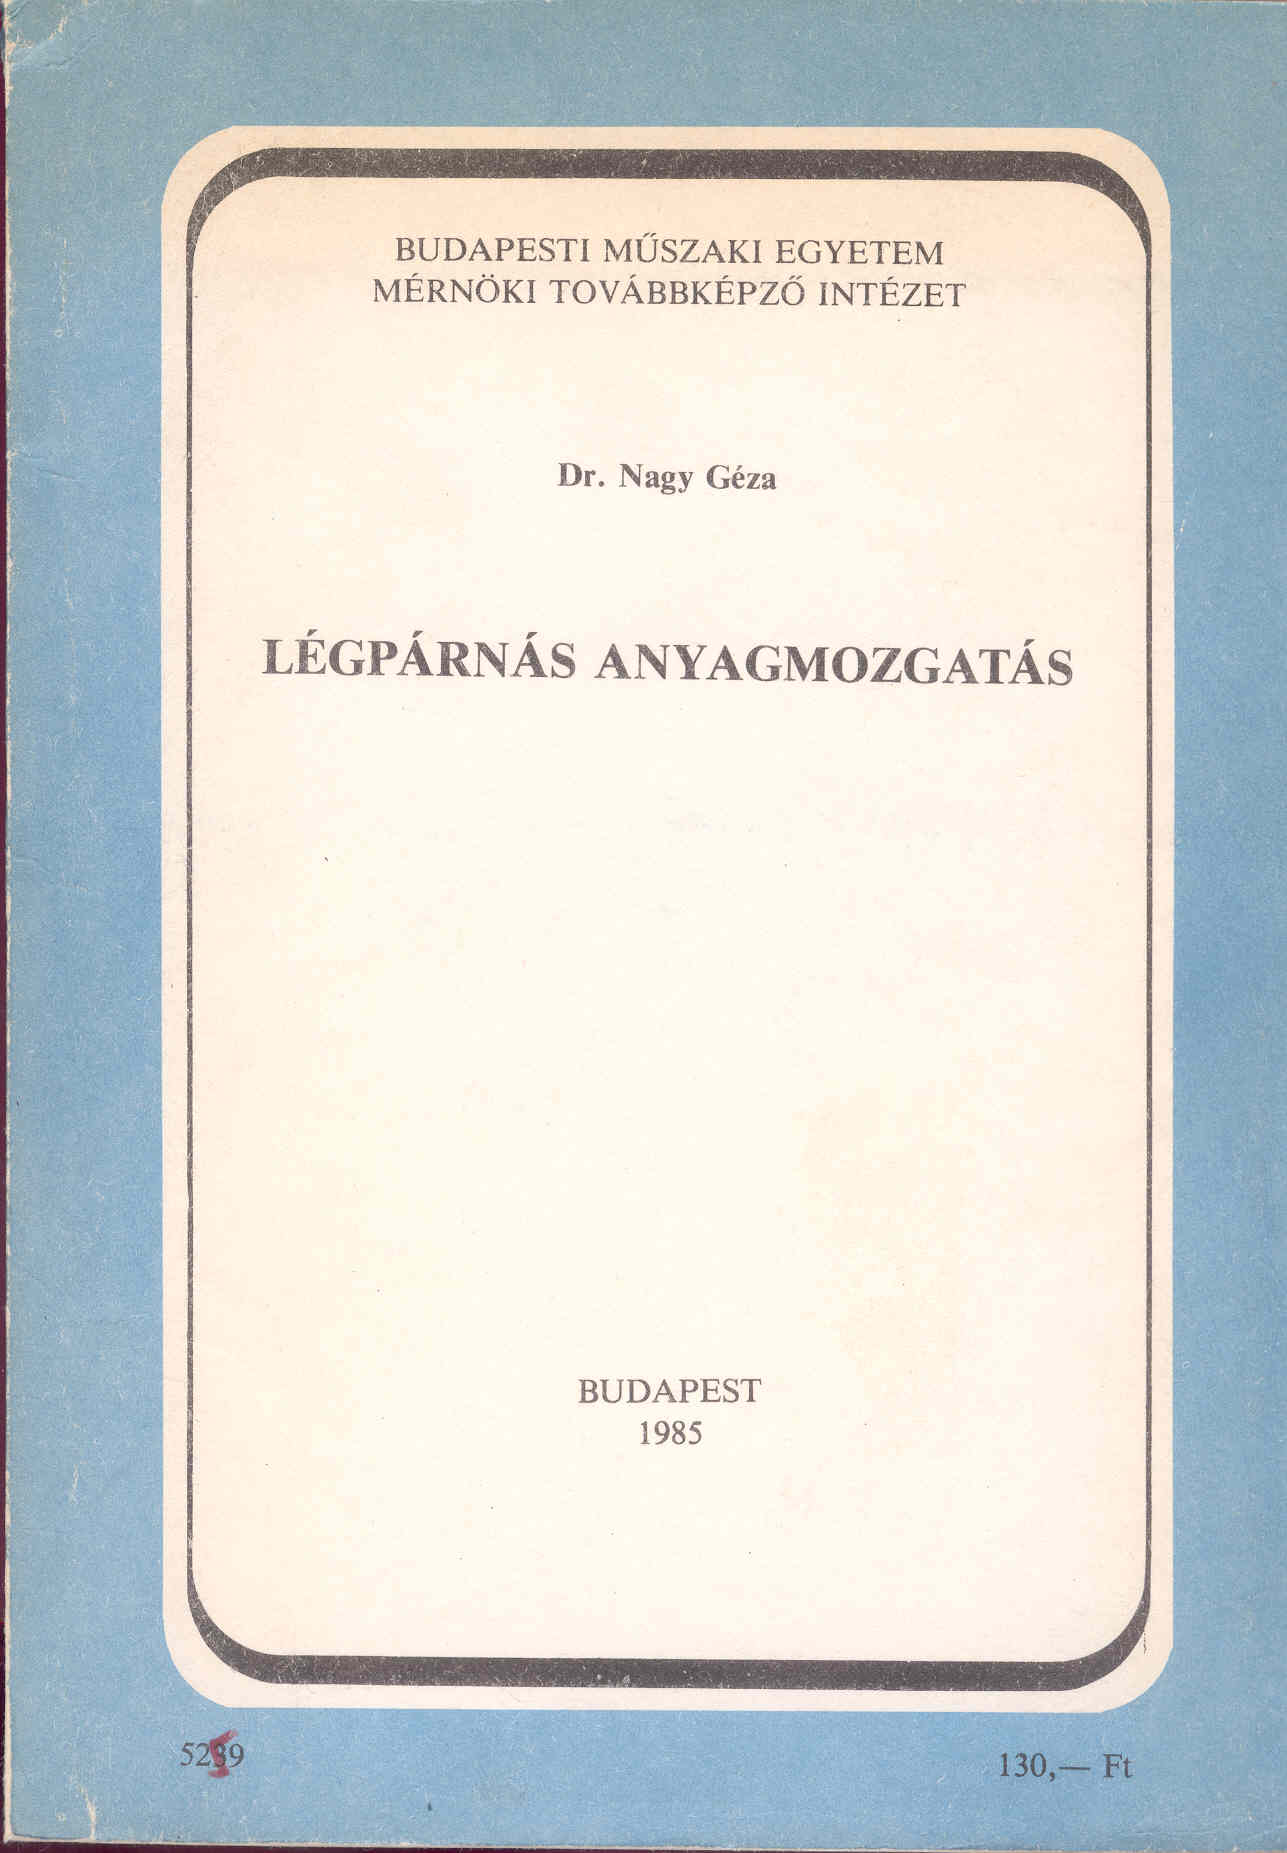 BUDAPESTI MŰSZAKI EGYETEM
MÉRNÖKI TOVÁBBKÉPZŐ INTÉZET
Dr. Nagy Géza
LÉGPÁRNÁS ANYAGMOZGATÁS
BUDAPEST
1985
130,— Ft